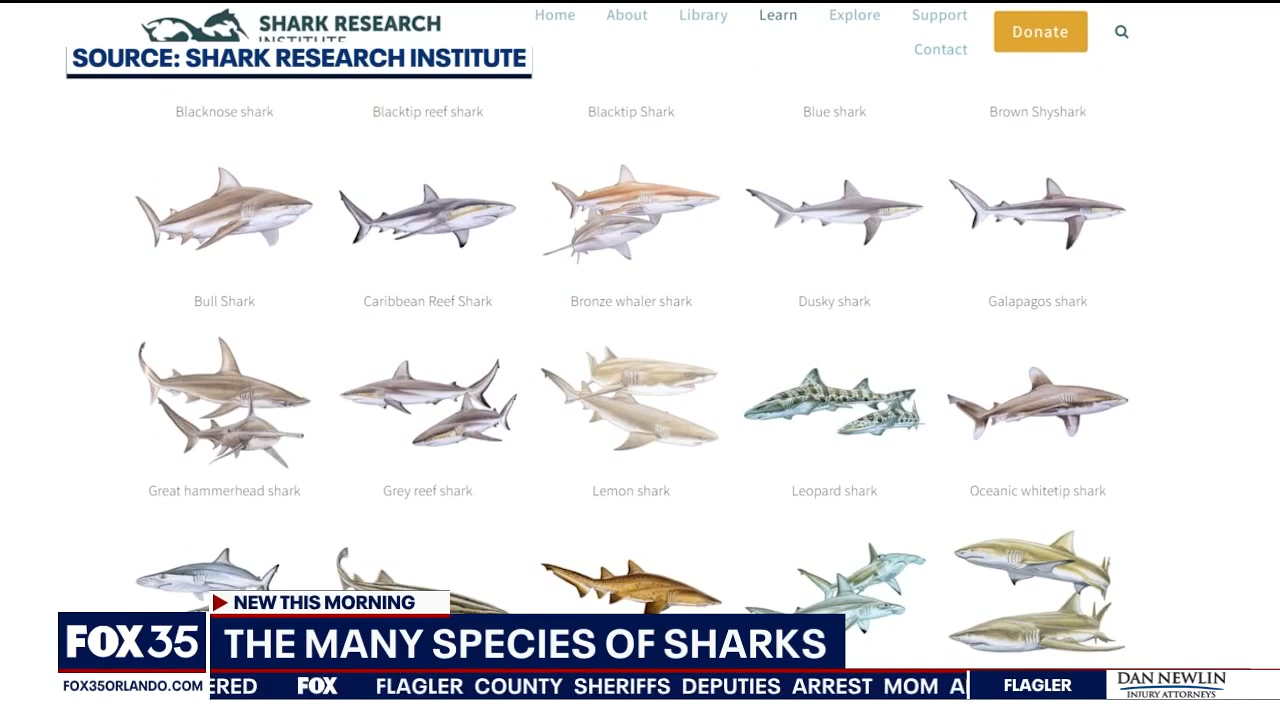 SHARK RESEARCH
INSTITUTE
Home About Library Learn Explore Support
Contact
Donate
SOURCE: SHARK RESEARCH INSTITUTE
Blacknose shark Blacktip reef shark Blacktip Shark Blue shark Brown Shyshark
Bull Shark Caribbean Reef Shark Bronze whaler shark Dusky shark Galapagos shark
Great hammerhead shark Grey reef shark Lemon shark Leopard shark Oceanic whitetip shark
NEW THIS MORNING
FOX 35 THE MANY SPECIES OF SHARKS
FOX35ORLANDO.COM ERED FOX FLAGLER COUNTY SHERIFFS DEPUTIES ARREST MOM A FLAGLER
DAN NEWLIN
INJURY ATTORNEYS